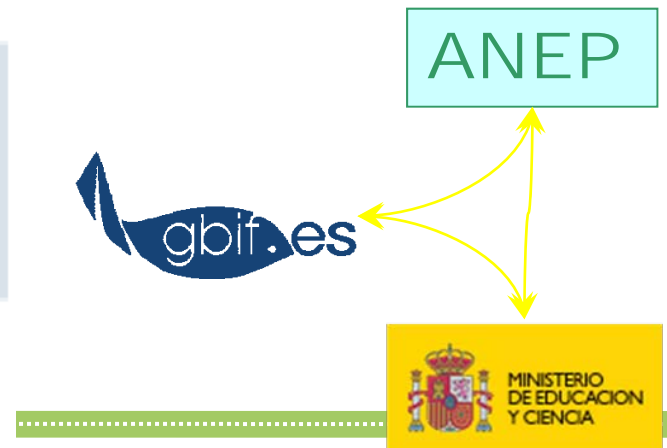 ANEP
gbif.es
MINISTERIO
DE EDUCACION
Y CIENCIA